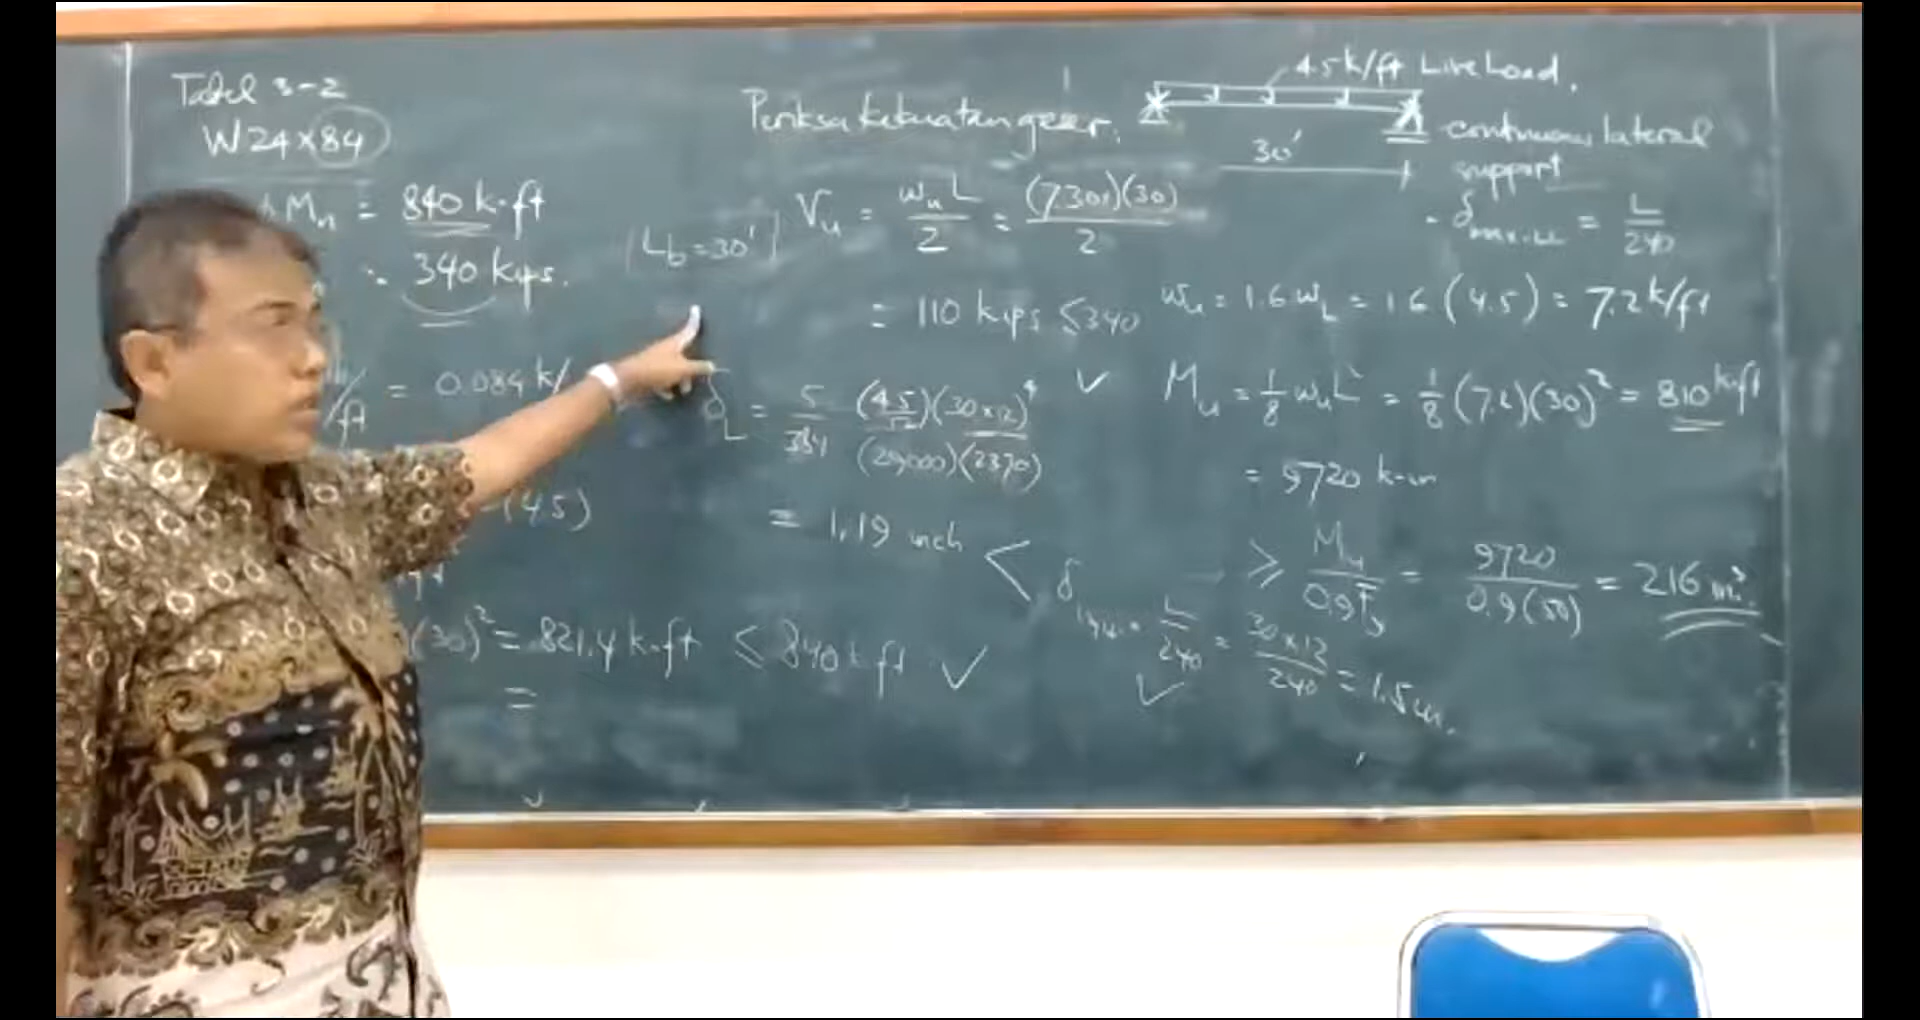 Tabel 3-2
W24×84
Mn = 840 k-ft
= 340 kips.
ft = 0.084 k/
(4.5)
(30)² = 821.4 k-ft ≤ 840 k ft ✓
=
Lb = 30'
Periksa kekuatan geser.
Vu = wu L / 2 = (7.301)(30) / 2
= 110 kips ≤ 340
✓
δL = 5/384 (4.5/12)(30×12)⁴ / (29000)(2370)
= 1,19 inch <
δ = L/240 = 30×12/240 = 1.5 in.
✓
4.5 k/ft Live Load.
30'
- continuous lateral
support
- δmax.LL = L/240
wu = 1.6 wL = 1.6 (4.5) = 7.2 k/ft
Mu = 1/8 wu L² = 1/8 (7.2)(30)² = 810 k-ft
= 9720 k-in
≥ Mu / 0.9 Fy = 9720 / 0.9(50) = 216 in³.